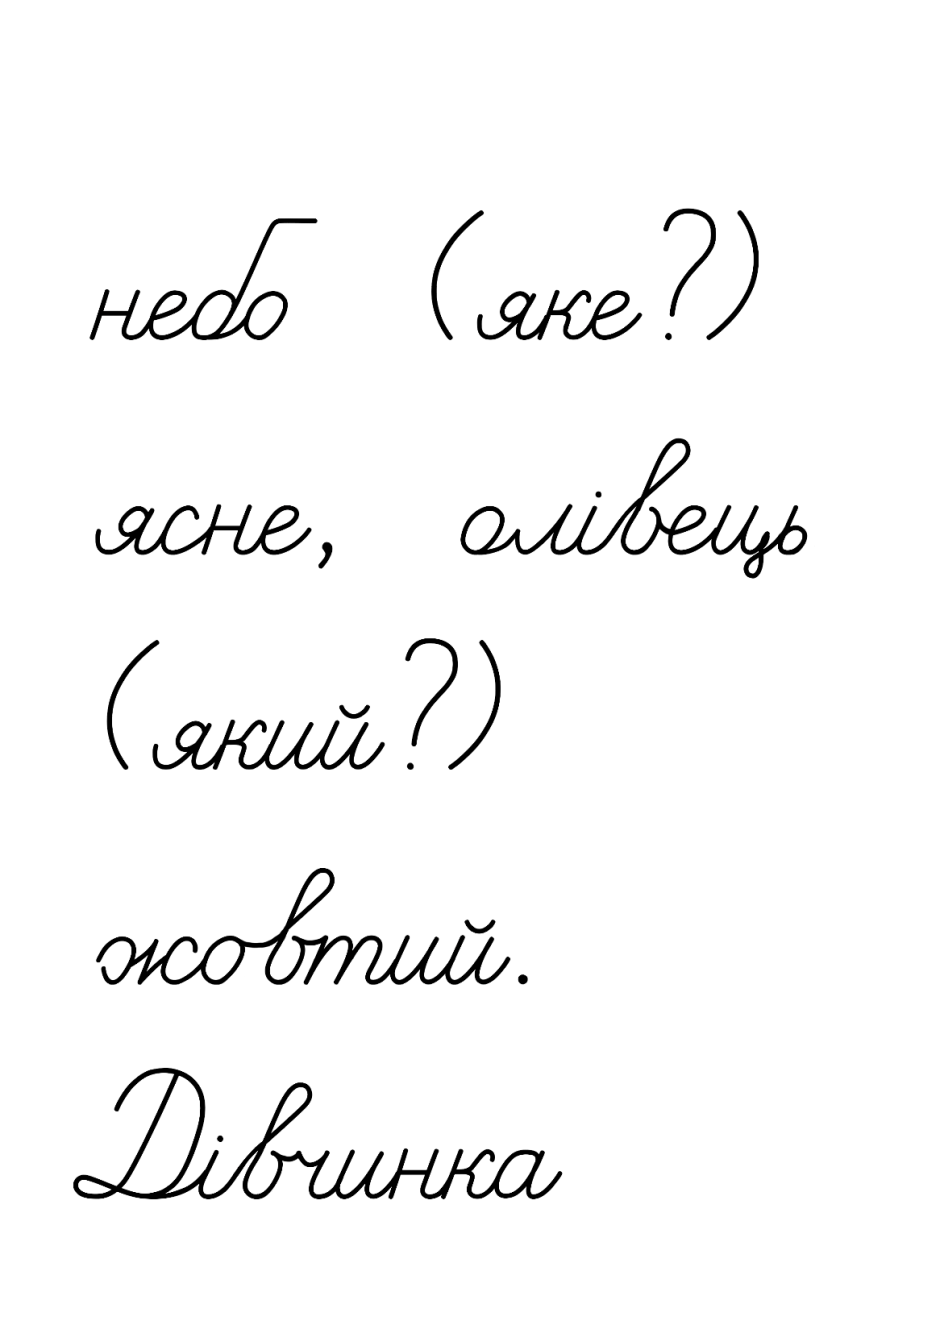 небо (яке?)
ясне, олівець
(який?)
жовтий.
Дівчинка